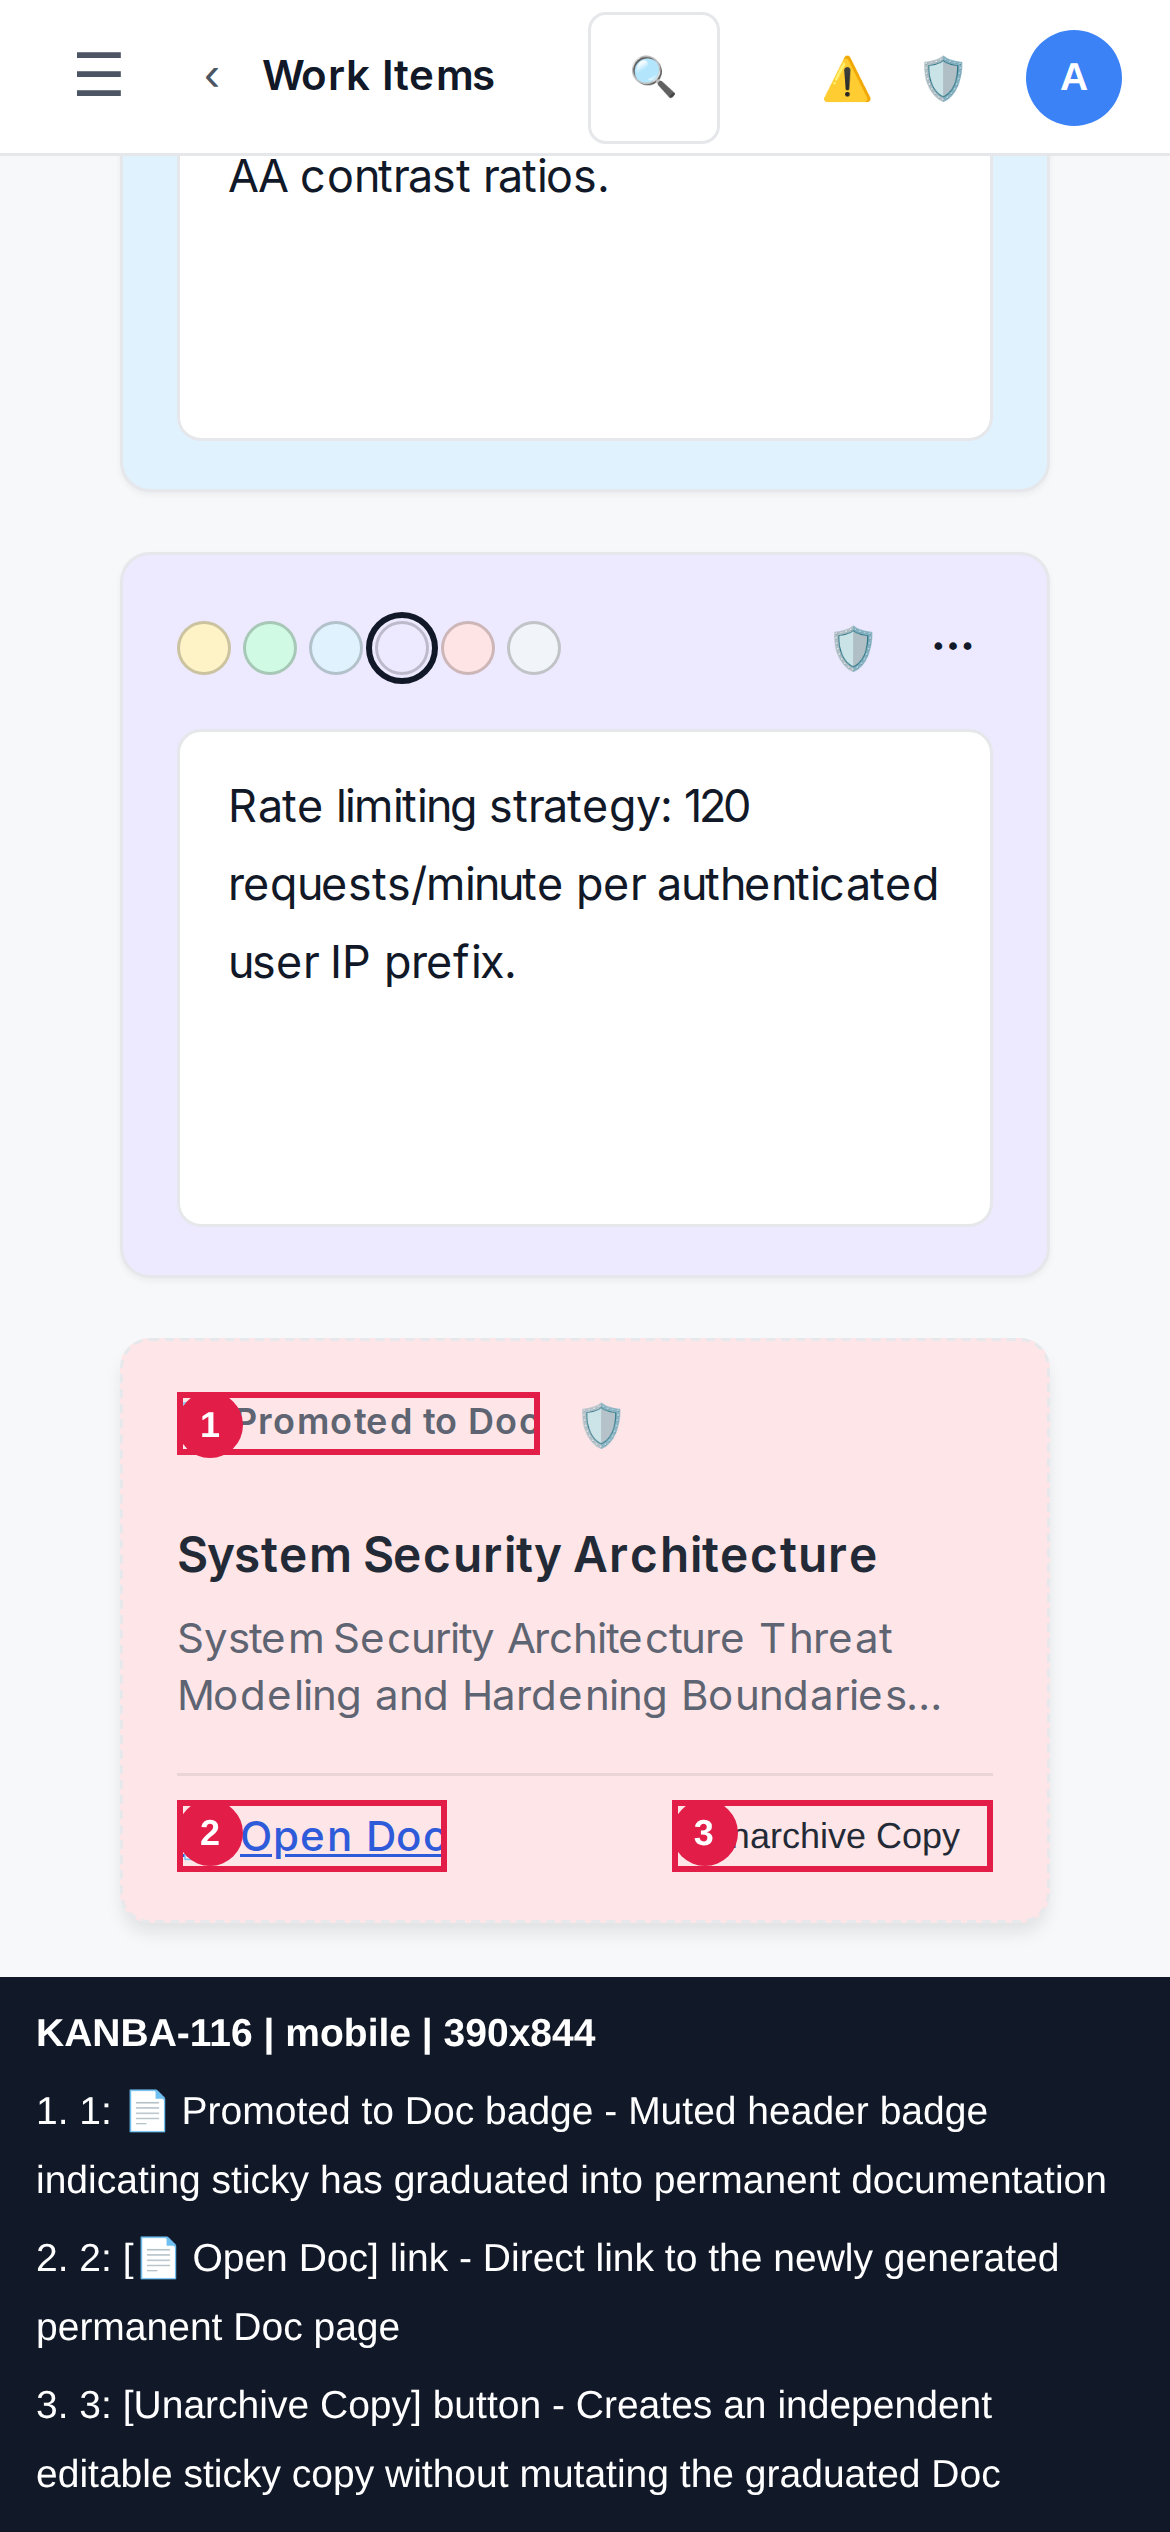 ☰ ‹ Work Items 🔍 ⚠️ 🛡️ A
AA contrast ratios.
🛡️ •••
Rate limiting strategy: 120
requests/minute per authenticated
user IP prefix.
1 Promoted to Doc 🛡️
System Security Architecture
System Security Architecture Threat
Modeling and Hardening Boundaries...
2 Open Doc 3 narchive Copy
KANBA-116 | mobile | 390x844
1. 1: 📄 Promoted to Doc badge - Muted header badge
indicating sticky has graduated into permanent documentation
2. 2: [📄 Open Doc] link - Direct link to the newly generated
permanent Doc page
3. 3: [Unarchive Copy] button - Creates an independent
editable sticky copy without mutating the graduated Doc